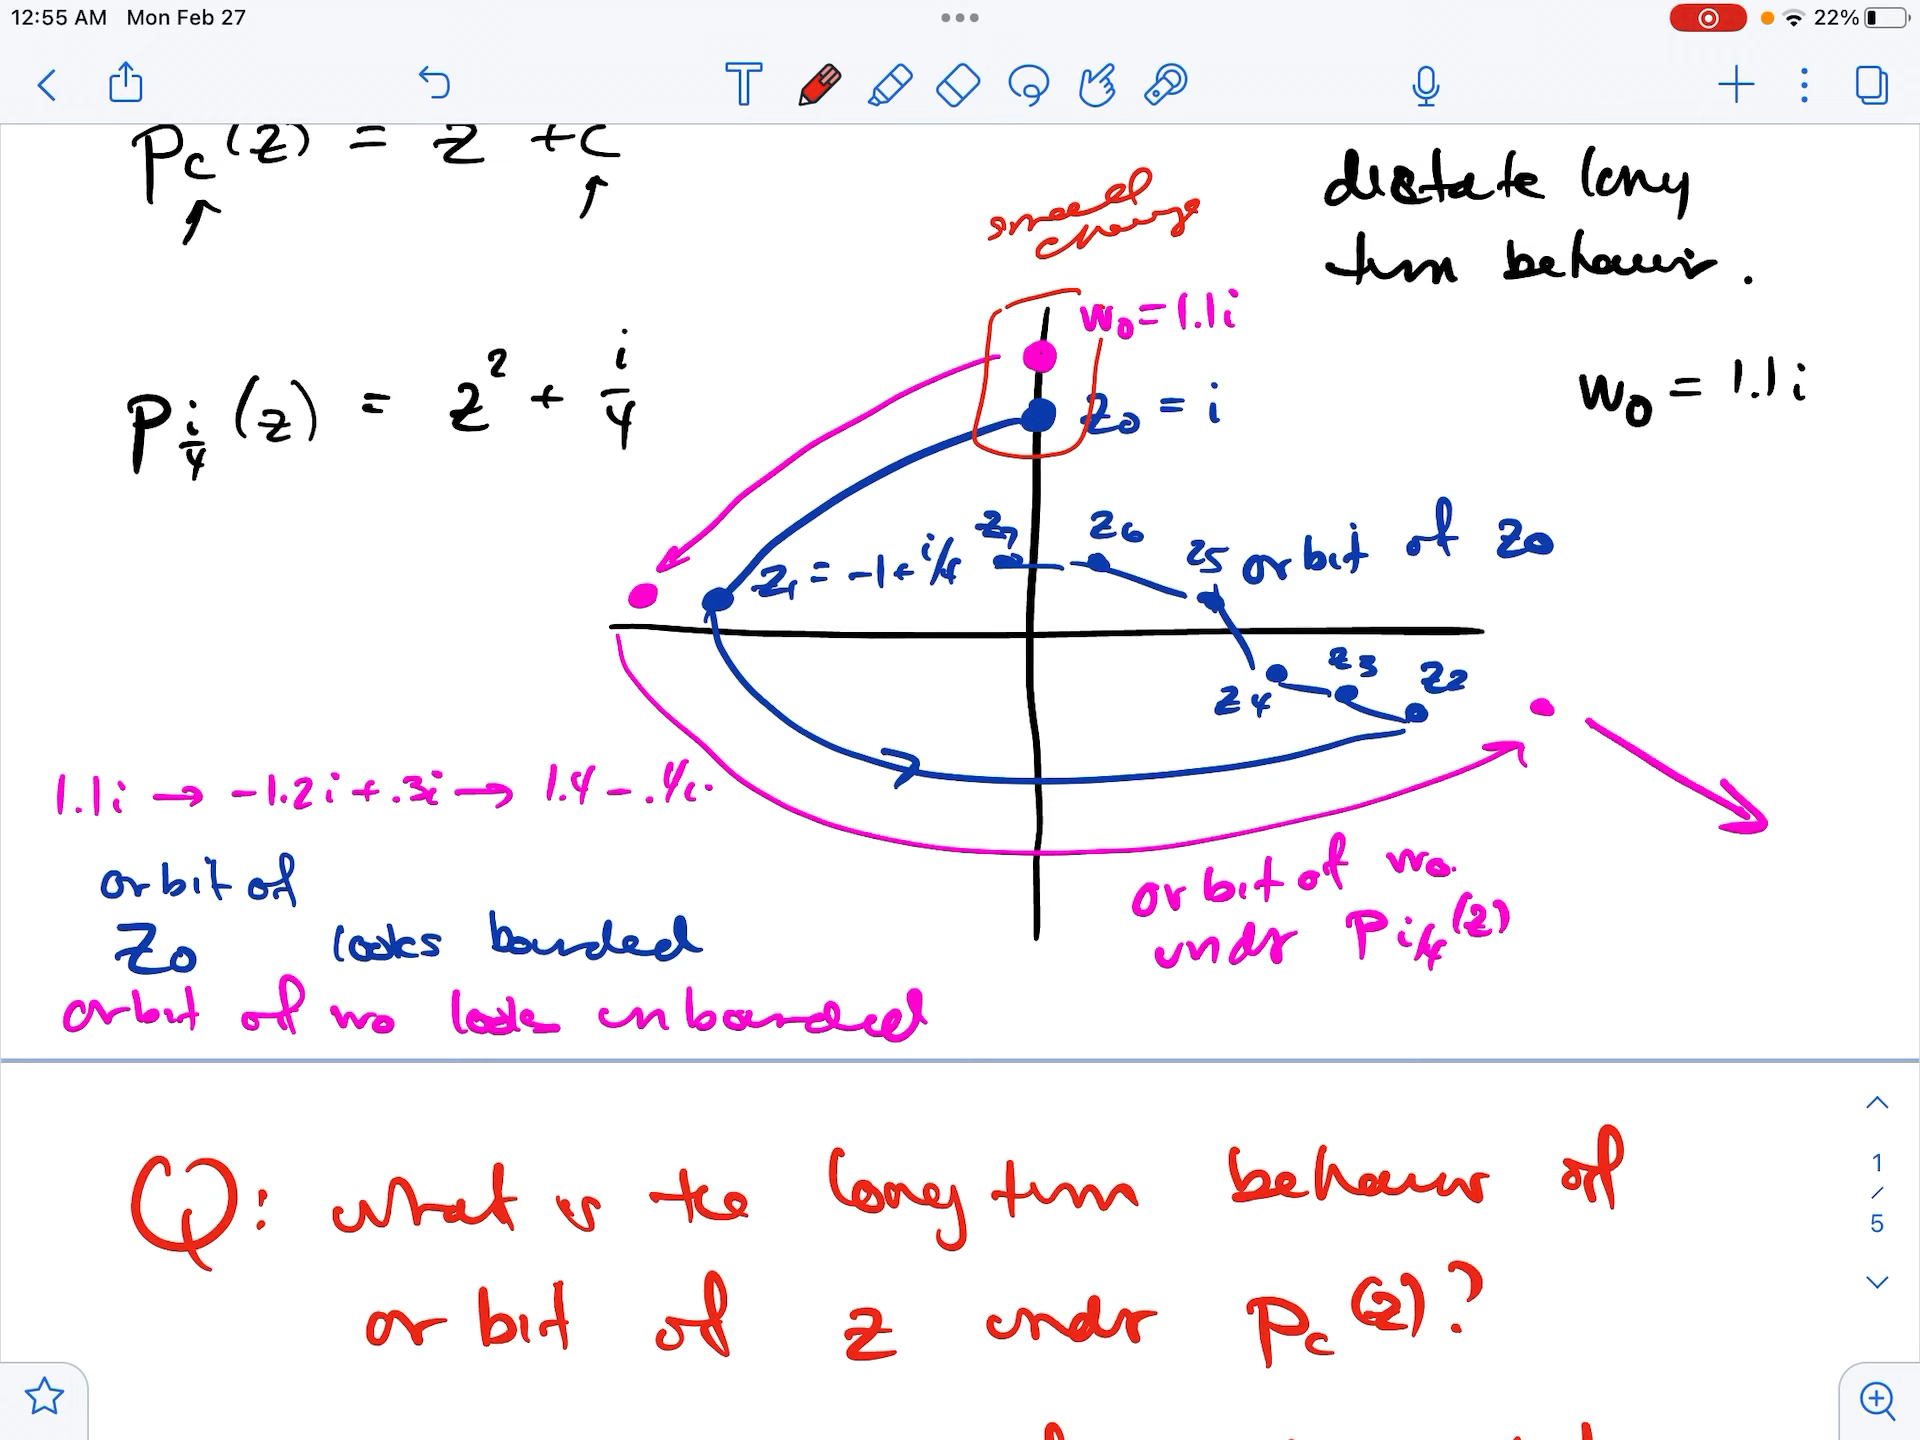 12:55 AM Mon Feb 27
22%
T
Pc(z) = z + c
dictate long
term behavior.
small
change
w0 = 1.1i
P i/4 (z) = z² + i/4
w0 = 1.1i
z0 = i
z7 z6 z5 orbit of z0
z1 = -1 + i/4
z4 z3 z2
1.1i → -1.2i + .3i → 1.4 - .4i
orbit of
z0 looks bounded
orbit of w0 looks unbounded
orbit of w0
under P i/4 (z)
Q: what is the long term behavior of
orbit of z under Pc(z)?
1
/
5